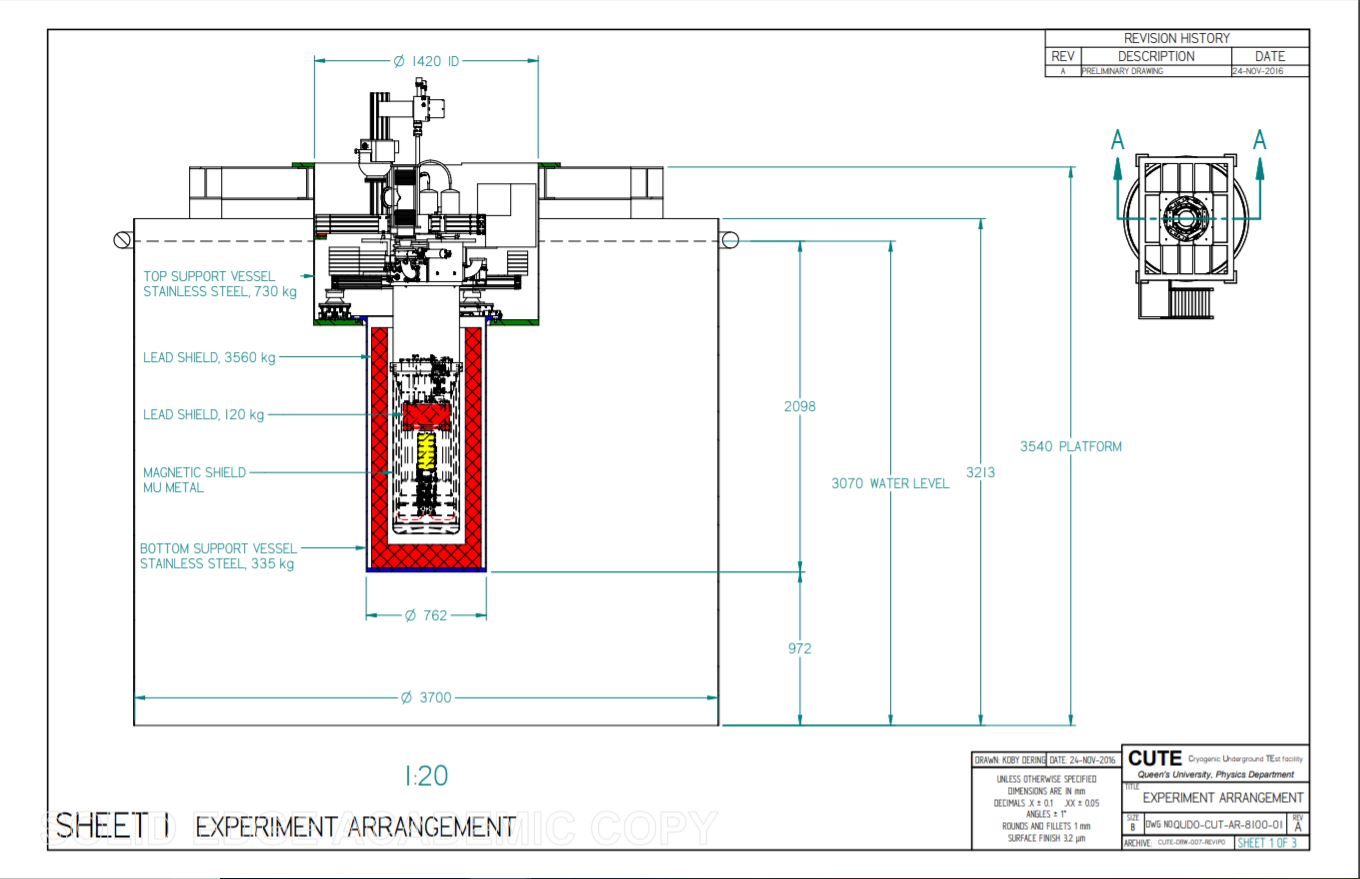 REVISION HISTORY
REV DESCRIPTION DATE
A PRELIMINARY DRAWING 24-NOV-2016
Ø 1420 ID
A A
TOP SUPPORT VESSEL
STAINLESS STEEL, 730 kg
LEAD SHIELD, 3560 kg
LEAD SHIELD, 120 kg
MAGNETIC SHIELD
MU METAL
BOTTOM SUPPORT VESSEL
STAINLESS STEEL, 335 kg
2098
3540 PLATFORM
3213
3070 WATER LEVEL
Ø 762
972
Ø 3700
1:20
SHEET 1 EXPERIMENT ARRANGEMENT
SOLID EDGE ACADEMIC COPY
DRAWN: KOBY DERING DATE: 24-NOV-2016
UNLESS OTHERWISE SPECIFIED
DIMENSIONS ARE IN mm
DECIMALS .X ± 0.1 .XX ± 0.05
ANGLES ± 1°
ROUNDS AND FILLETS 1 mm
SURFACE FINISH 3.2 µm
CUTE Cryogenic Underground TEst facility
Queen's University, Physics Department
TITLE
EXPERIMENT ARRANGEMENT
SIZE B DWG NO.QUDO-CUT-AR-8100-01 REV A
ARCHIVE: CUTE-DRW-007-REV1P0 SHEET 1 OF 3